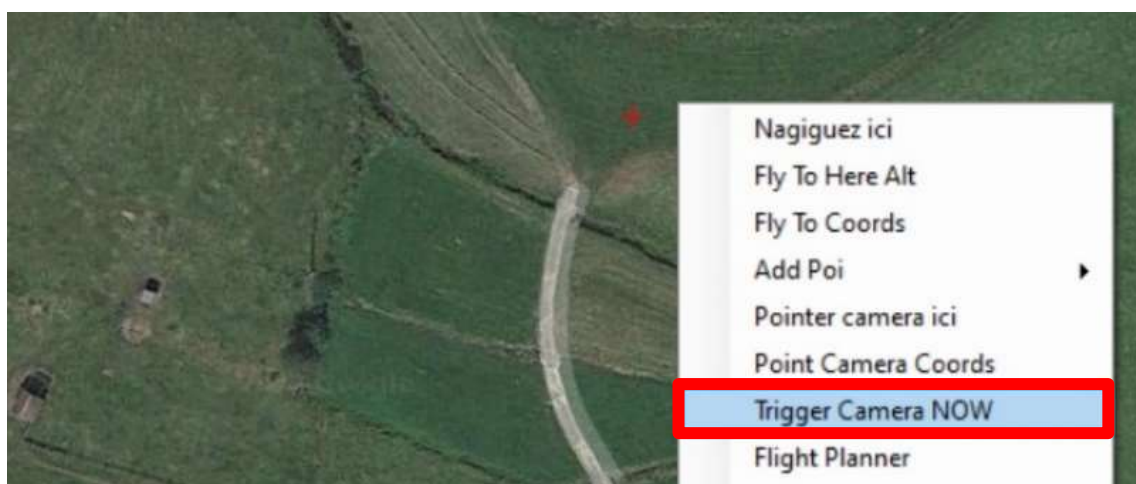 Nagiguez ici
Fly To Here Alt
Fly To Coords
Add Poi
Pointer camera ici
Point Camera Coords
Trigger Camera NOW
Flight Planner